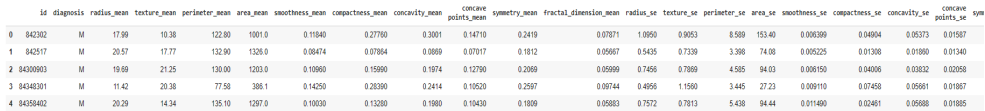 id diagnosis radius_mean texture_mean perimeter_mean area_mean smoothness_mean compactness_mean concavity_mean concave points_mean symmetry_mean fractal_dimension_mean radius_se texture_se perimeter_se area_se smoothness_se compactness_se concavity_se concave points_se sym
0 842302 M 17.99 10.38 122.80 1001.0 0.11840 0.27760 0.3001 0.14710 0.2419 0.07871 1.0950 0.9053 8.589 153.40 0.006399 0.04904 0.05373 0.01587
1 842517 M 20.57 17.77 132.90 1326.0 0.08474 0.07864 0.0869 0.07017 0.1812 0.05667 0.5435 0.7339 3.398 74.08 0.005225 0.01308 0.01860 0.01340
2 84300903 M 19.69 21.25 130.00 1203.0 0.10960 0.15990 0.1974 0.12790 0.2069 0.05999 0.7456 0.7869 4.585 94.03 0.006150 0.04006 0.03832 0.02058
3 84348301 M 11.42 20.38 77.58 386.1 0.14250 0.28390 0.2414 0.10520 0.2597 0.09744 0.4956 1.1560 3.445 27.23 0.009110 0.07458 0.05661 0.01867
4 84358402 M 20.29 14.34 135.10 1297.0 0.10030 0.13280 0.1980 0.10430 0.1809 0.05883 0.7572 0.7813 5.438 94.44 0.011490 0.02461 0.05688 0.01885